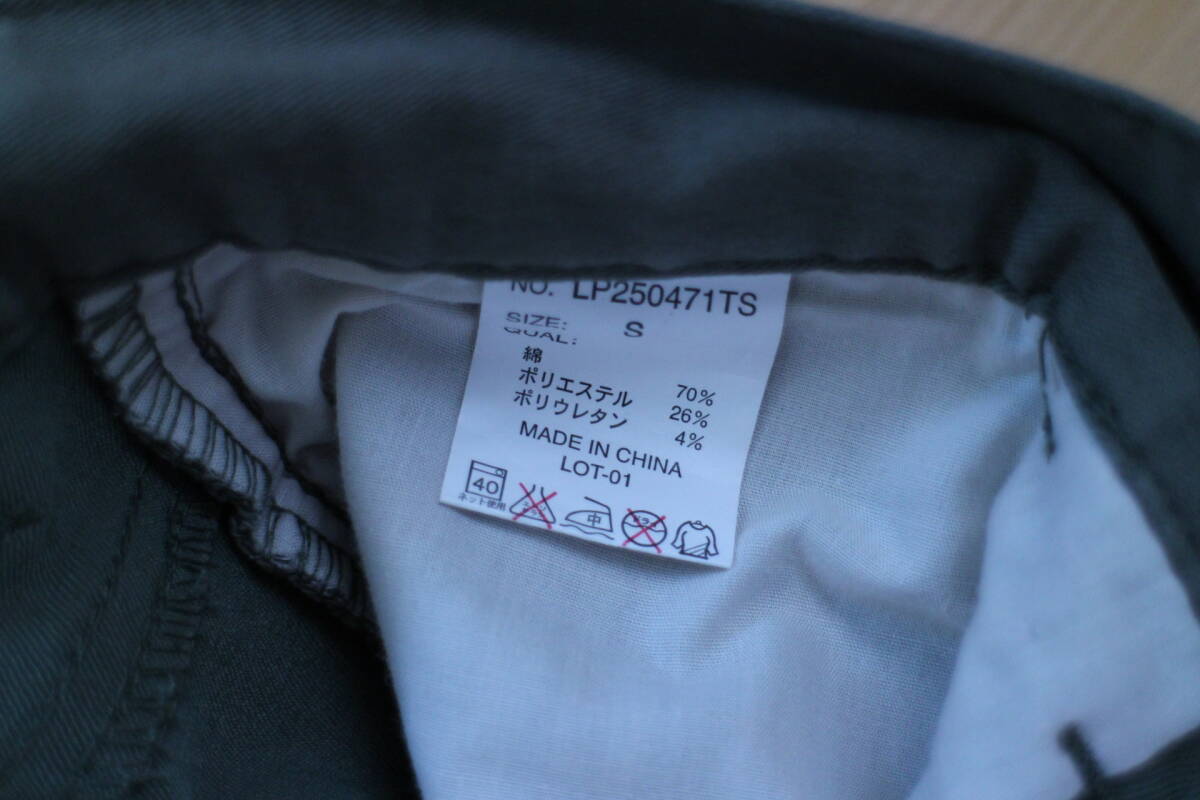 NO. LP250471TS
SIZE: S
QUAL:
綿 70%
ポリエステル 26%
ポリウレタン 4%
MADE IN CHINA
LOT-01
40 中
ネット使用